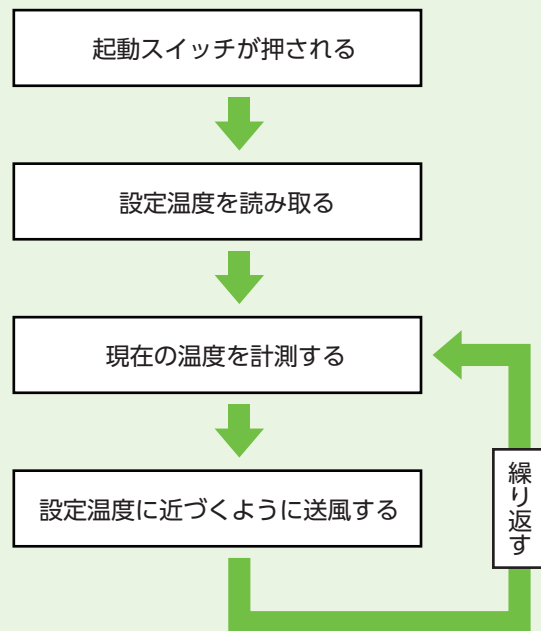 起動スイッチが押される
設定温度を読み取る
現在の温度を計測する
設定温度に近づくように送風する
繰り返す